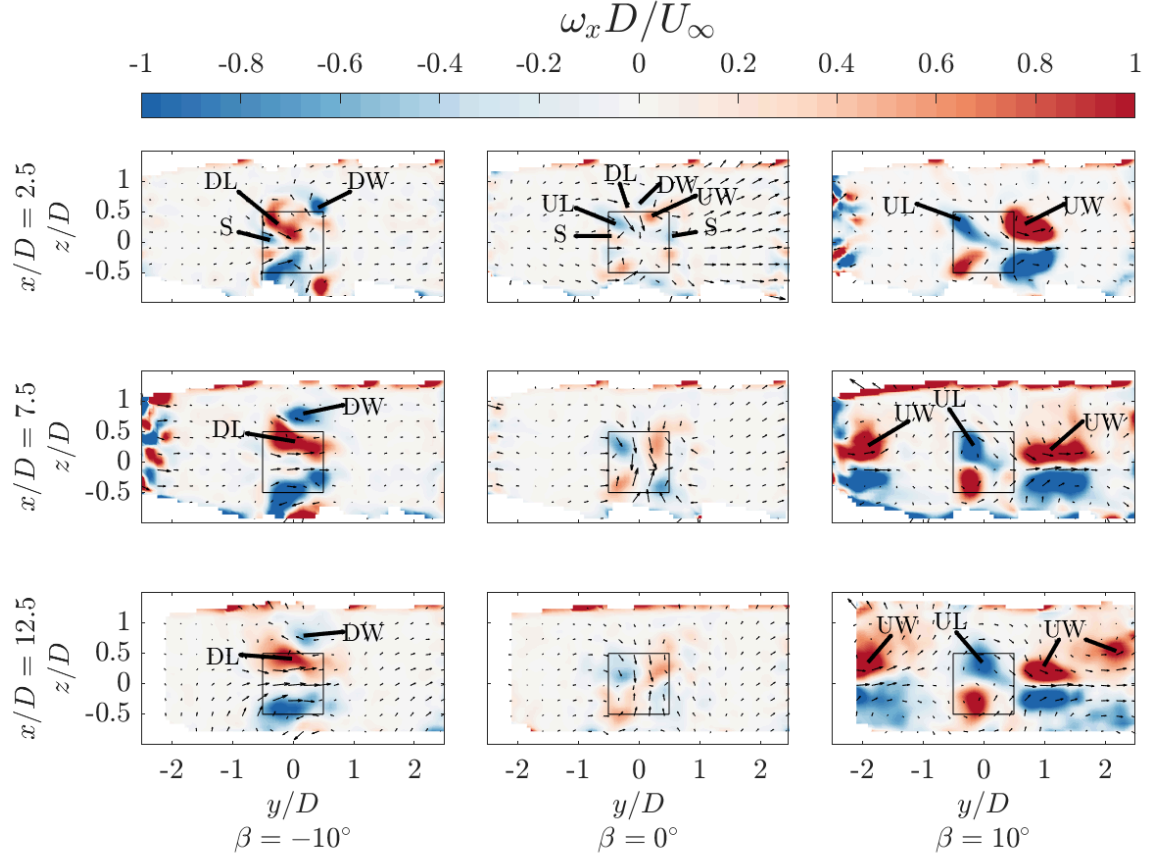 ω_x D/U_∞
-1 -0.8 -0.6 -0.4 -0.2 0 0.2 0.4 0.6 0.8 1
x/D = 2.5
z/D
1
0.5
0
-0.5
DL
DW
S
DL
DW
UL
UW
S
S
UL
UW
x/D = 7.5
z/D
1
0.5
0
-0.5
DW
DL
UW
UL
UW
x/D = 12.5
z/D
1
0.5
0
-0.5
DW
DL
UW
UL
UW
-2 -1 0 1 2
-2 -1 0 1 2
-2 -1 0 1 2
y/D
y/D
y/D
β = −10°
β = 0°
β = 10°